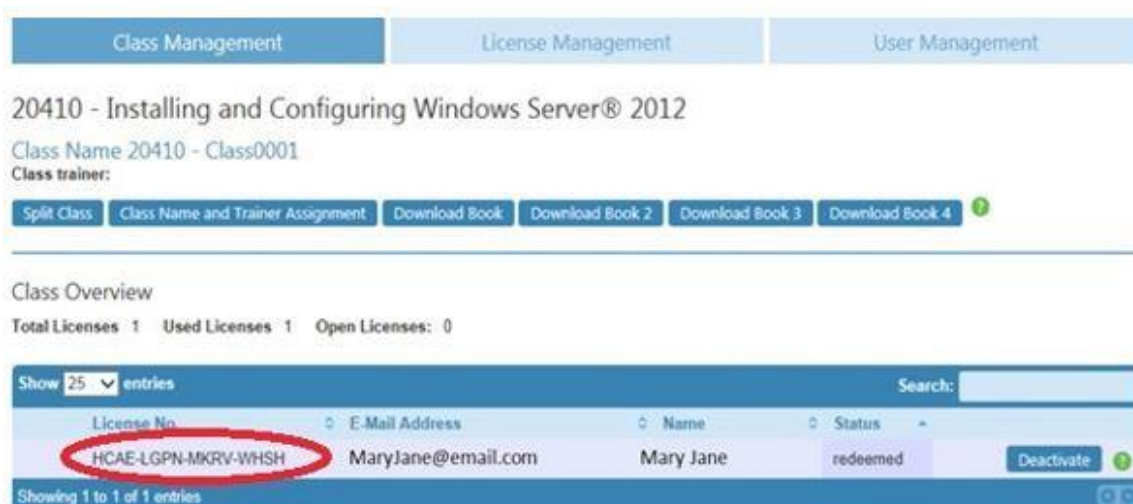 Class Management License Management User Management
20410 - Installing and Configuring Windows Server® 2012
Class Name 20410 - Class0001
Class trainer:
Split Class Class Name and Trainer Assignment Download Book Download Book 2 Download Book 3 Download Book 4 ?
Class Overview
Total Licenses 1 Used Licenses 1 Open Licenses: 0
Show 25 entries Search:
License No. E-Mail Address Name Status
HCAE-LGPN-MKRV-WHSH MaryJane@email.com Mary Jane redeemed Deactivate ?
Showing 1 to 1 of 1 entries